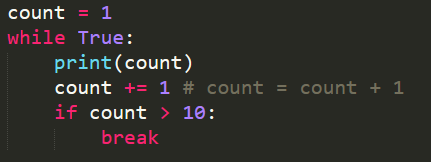 count = 1
while True:
    print(count)
    count += 1 # count = count + 1
    if count > 10:
        break